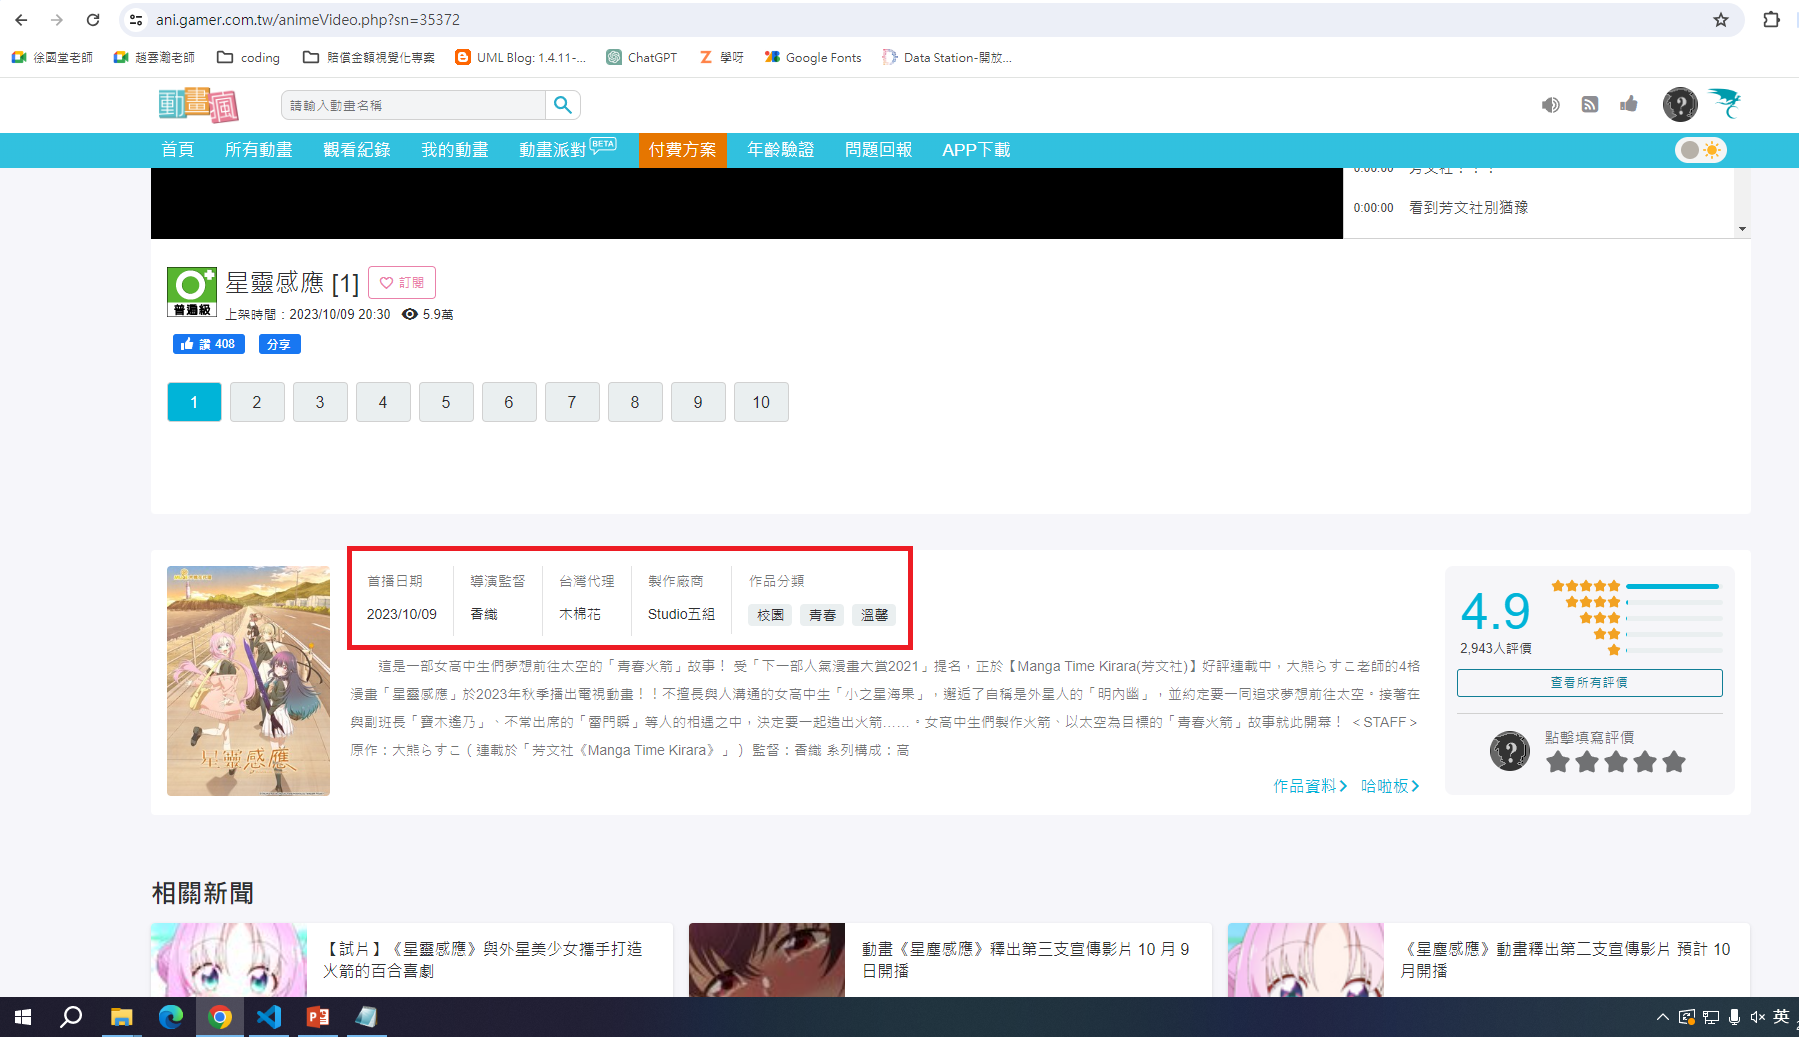 ani.gamer.com.tw/animeVideo.php?sn=35372
徐國堂老師 趙雲瀚老師 coding 賠償金額視覺化專案 UML Blog: 1.4.11-... ChatGPT 學呀 Google Fonts Data Station-開放...
動畫瘋 請輸入動畫名稱
首頁 所有動畫 觀看紀錄 我的動畫 動畫派對 BETA 付費方案 年齡驗證 問題回報 APP下載
0:00:00 芳文社！！！
0:00:00 看到芳文社別猶豫
普遍級 星靈感應 [1] 訂閱
上架時間：2023/10/09 20:30 5.9萬
讚 408 分享
1 2 3 4 5 6 7 8 9 10
首播日期 導演監督 台灣代理 製作廠商 作品分類
2023/10/09 香織 木棉花 Studio五組 校園 青春 溫馨
這是一部女高中生們夢想前往太空的「青春火箭」故事！ 受「下一部人氣漫畫大賞2021」提名，正於【Manga Time Kirara(芳文社)】好評連載中，大熊らすこ老師的4格
漫畫「星靈感應」於2023年秋季播出電視動畫！！不擅長與人溝通的女高中生「小之星海果」，邂逅了自稱是外星人的「明內幽」，並約定要一同追求夢想前往太空。接著在
與副班長「寶木遙乃」、不常出席的「雷門瞬」等人的相遇之中，決定要一起造出火箭……。女高中生們製作火箭、以太空為目標的「青春火箭」故事就此開幕！ ＜STAFF＞
原作：大熊らすこ（連載於「芳文社《Manga Time Kirara》」） 監督：香織 系列構成：高
作品資料 哈啦板
星靈感應
4.9
2,943人評價
查看所有評價
點擊填寫評價
相關新聞
【試片】《星靈感應》與外星美少女攜手打造
火箭的百合喜劇
動畫《星塵感應》釋出第三支宣傳影片 10 月 9
日開播
《星塵感應》動畫釋出第二支宣傳影片 預計 10
月開播
英